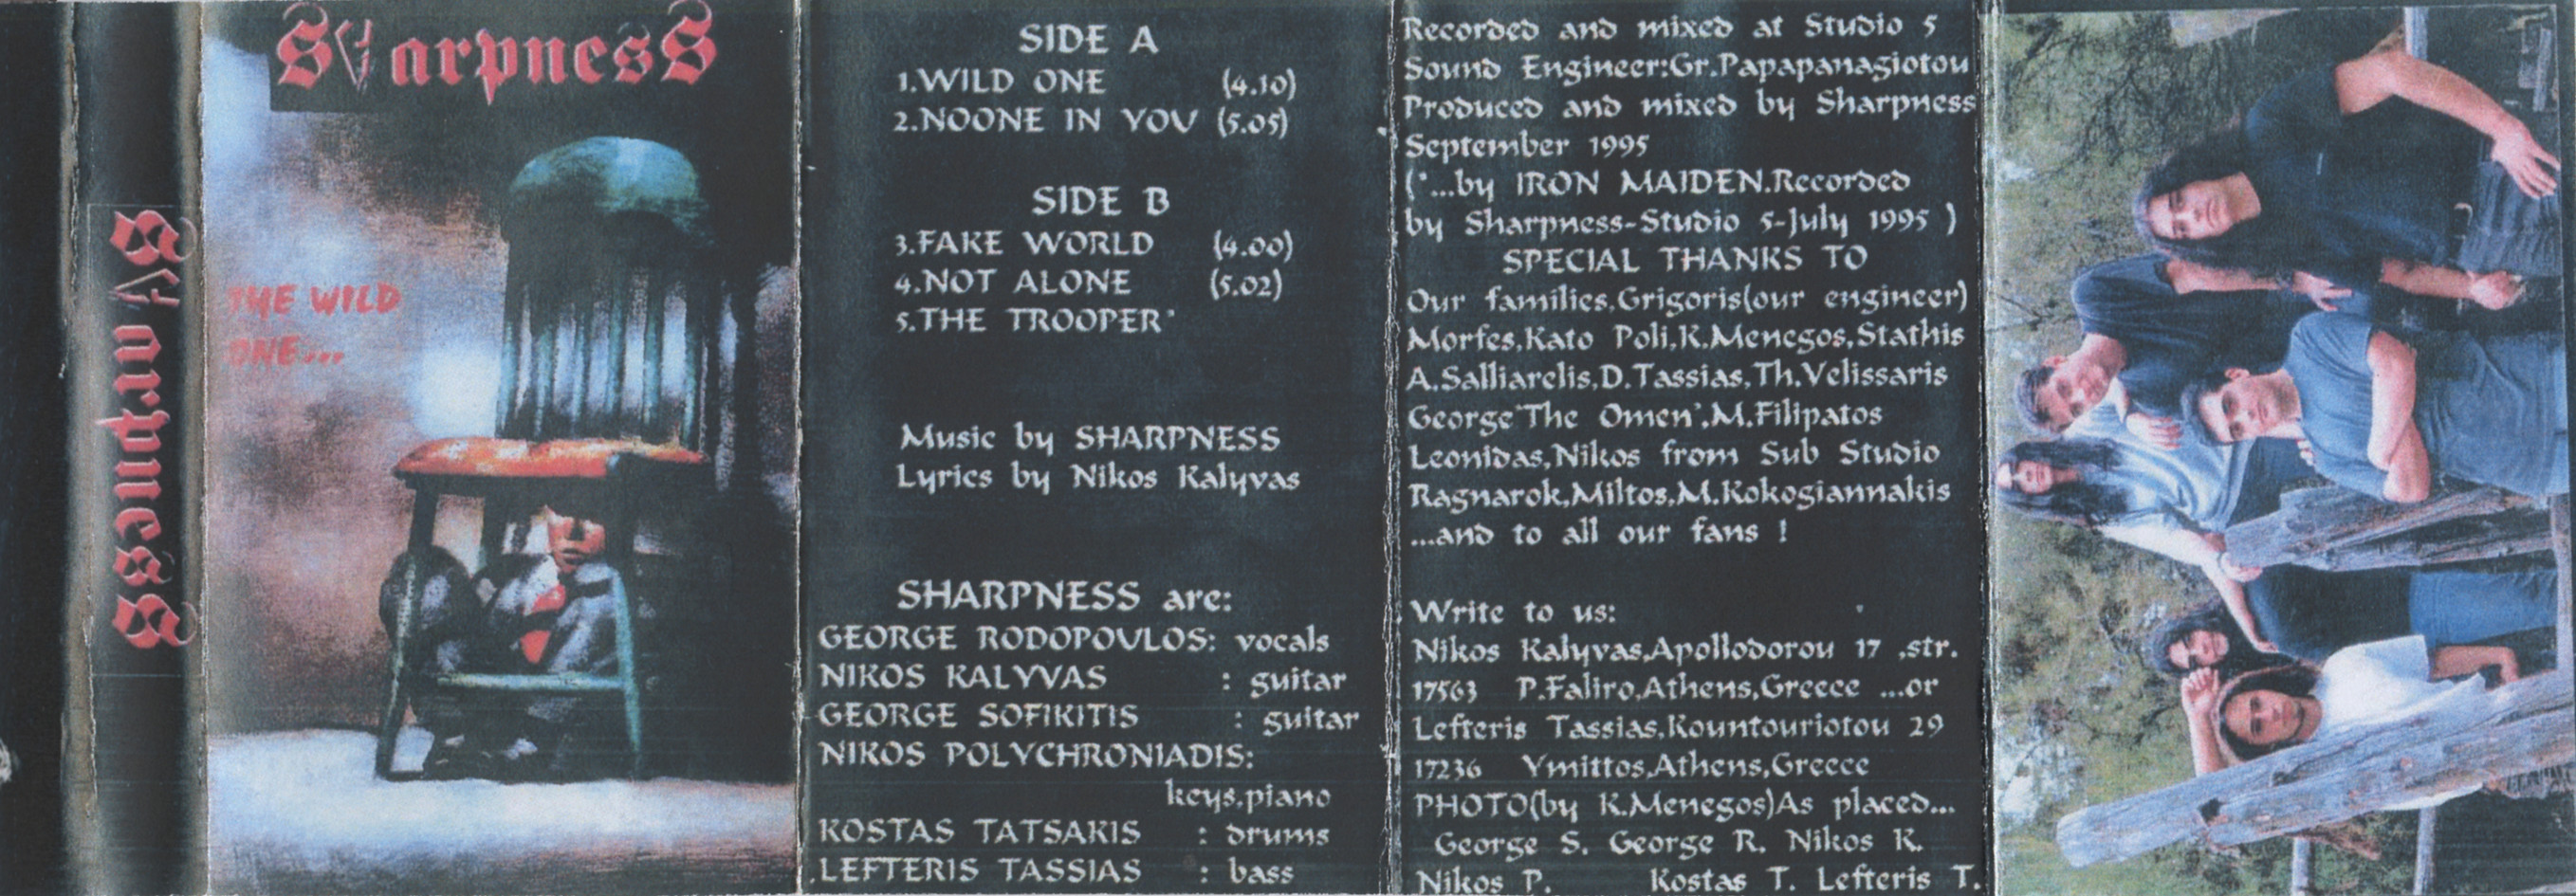 Sharpness
Sharpness
THE WILD
ONE...
SIDE A
1.WILD ONE (4.10)
2.NOONE IN YOU (5.05)
SIDE B
3.FAKE WORLD (4.00)
4.NOT ALONE (5.02)
5.THE TROOPER*
Music by SHARPNESS
Lyrics by Nikos Kalyvas
SHARPNESS are:
GEORGE RODOPOULOS: vocals
NIKOS KALYVAS : guitar
GEORGE SOFIKITIS : guitar
NIKOS POLYCHRONIADIS:
keys,piano
KOSTAS TATSAKIS : drums
LEFTERIS TASSIAS : bass
Recorded and mixed at Studio 5
Sound Engineer:Gr.Papapanagiotou
Produced and mixed by Sharpness
September 1995
(*...by IRON MAIDEN.Recorded
by Sharpness-Studio 5-July 1995 )
SPECIAL THANKS TO
Our families,Grigoris(our engineer)
Morfes,Kato Poli,K.Menegos,Stathis
A.Salliarelis,D.Tassias,Th.Velissaris
George"The Omen",M.Filipatos
Leonidas,Nikos from Sub Studio
Ragnarok,Miltos,M.Kokogiannakis
...and to all our fans !
Write to us:
Nikos Kalyvas,Apollodorou 17 ,str.
17563 P.Faliro,Athens,Greece ...or
Lefteris Tassias,Kountouriotou 29
17236 Ymittos,Athens,Greece
PHOTO(by K.Menegos)As placed...
George S. George R. Nikos K.
Nikos P. Kostas T. Lefteris T.